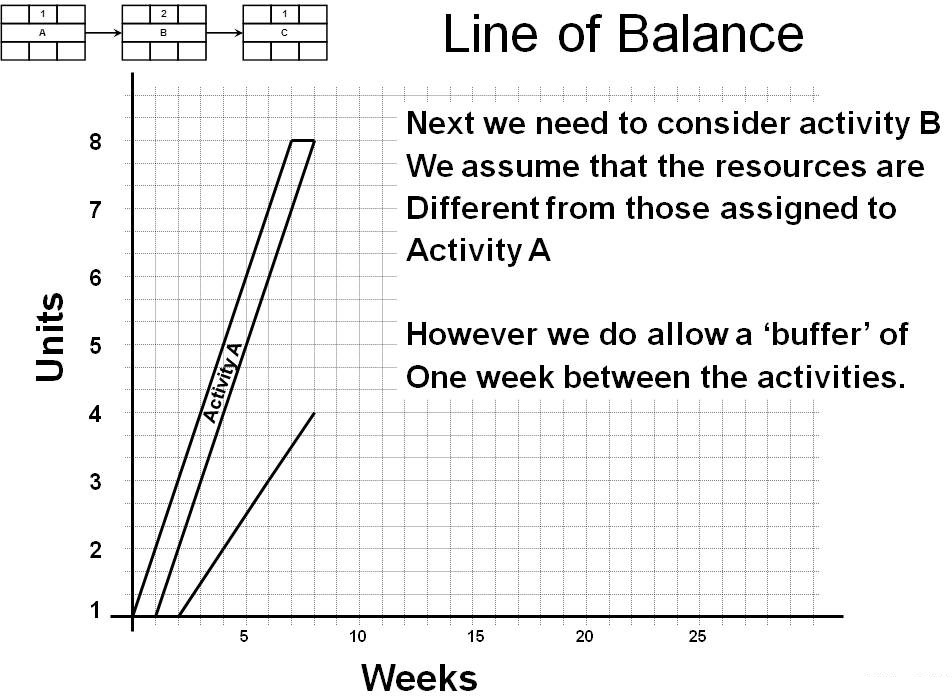 1 2 1
A B C
Line of Balance
Next we need to consider activity B
We assume that the resources are
Different from those assigned to
Activity A
However we do allow a ‘buffer’ of
One week between the activities.
8
7
6
5
4
3
2
1
Units
Activity A
5 10 15 20 25
Weeks